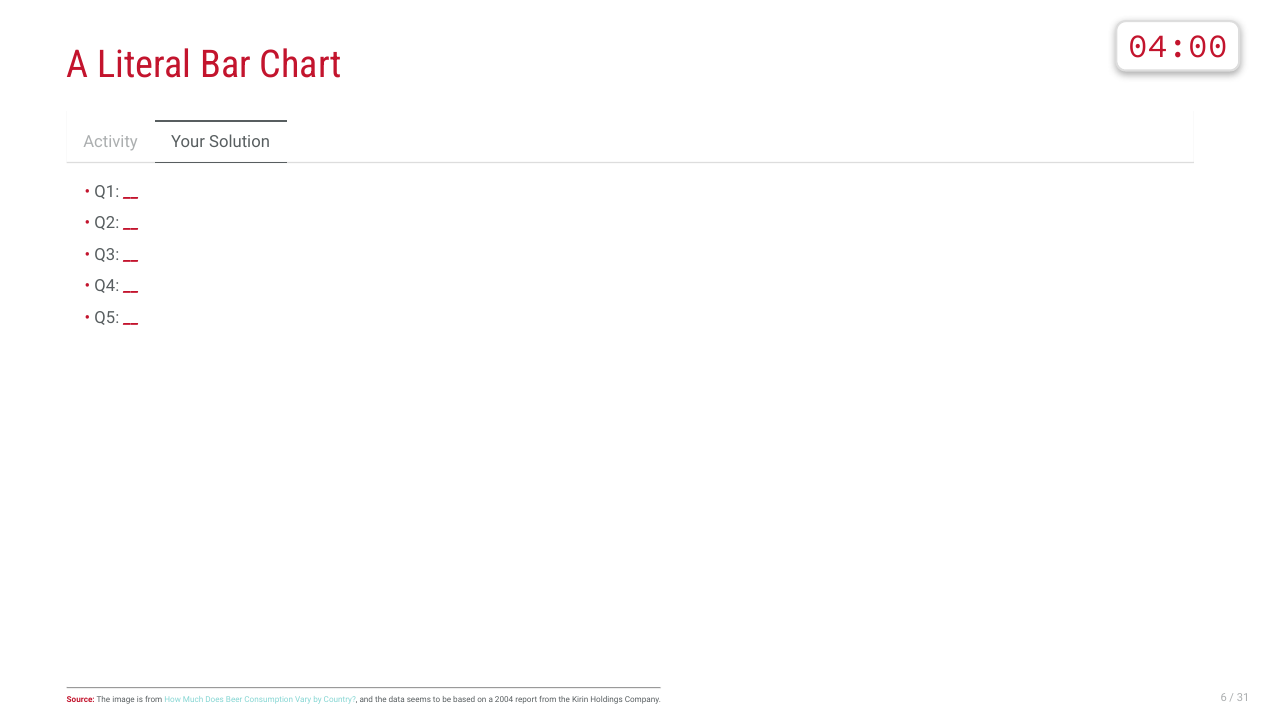 A Literal Bar Chart
04:00
Activity
Your Solution
• Q1: __
• Q2: __
• Q3: __
• Q4: __
• Q5: __
Source: The image is from How Much Does Beer Consumption Vary by Country?, and the data seems to be based on a 2004 report from the Kirin Holdings Company.
6 / 31